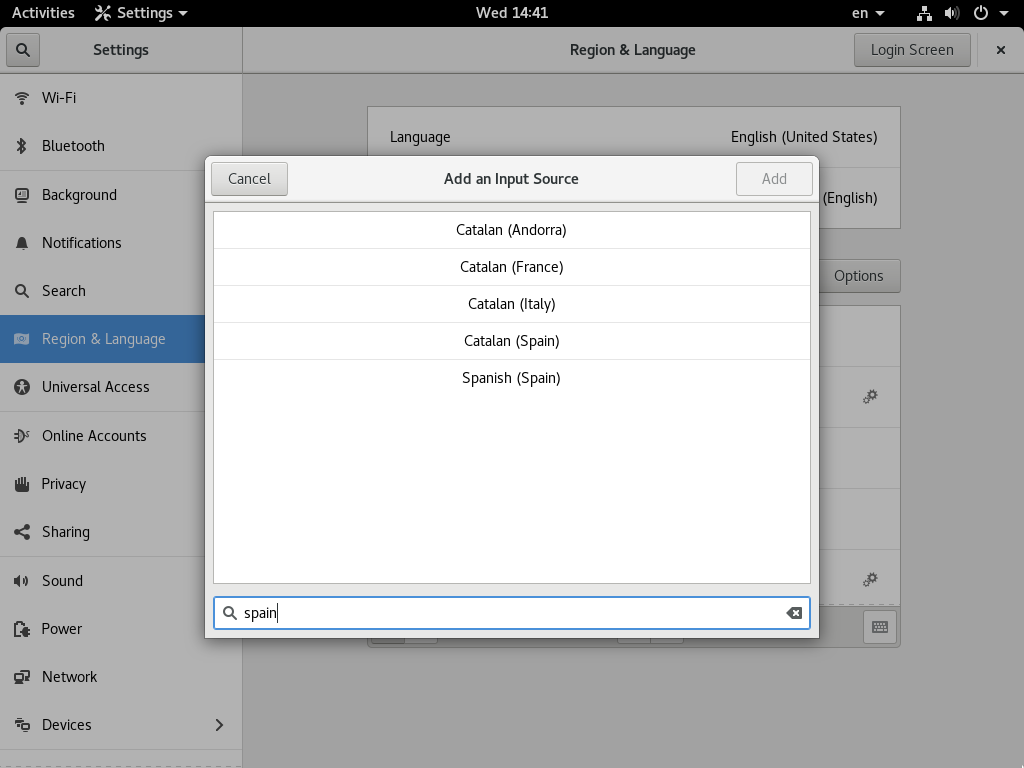 Activities Settings Wed 14:41 en
Settings Region & Language Login Screen
Wi-Fi
Bluetooth
Background
Notifications
Search
Region & Language
Universal Access
Online Accounts
Privacy
Sharing
Sound
Power
Network
Devices
Language English (United States)
(English)
Options
Cancel Add an Input Source Add
Catalan (Andorra)
Catalan (France)
Catalan (Italy)
Catalan (Spain)
Spanish (Spain)
spain